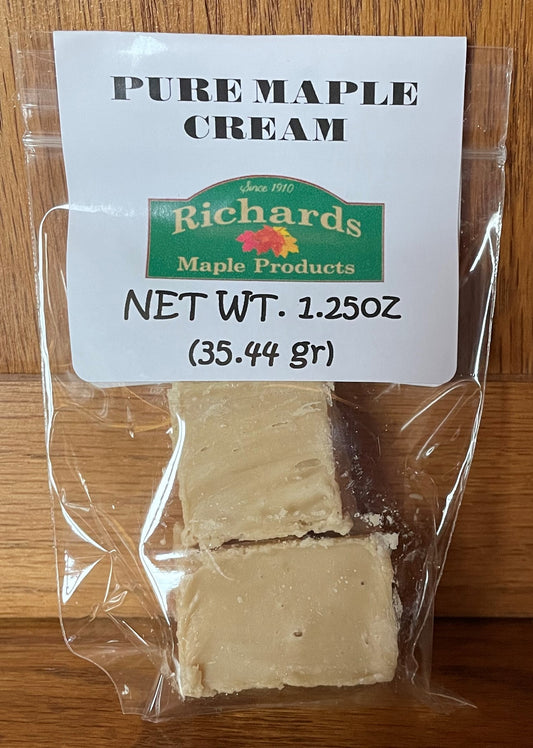 PURE MAPLE
CREAM
Since 1910
Richards
Maple Products
NET WT. 1.25OZ
(35.44 gr)